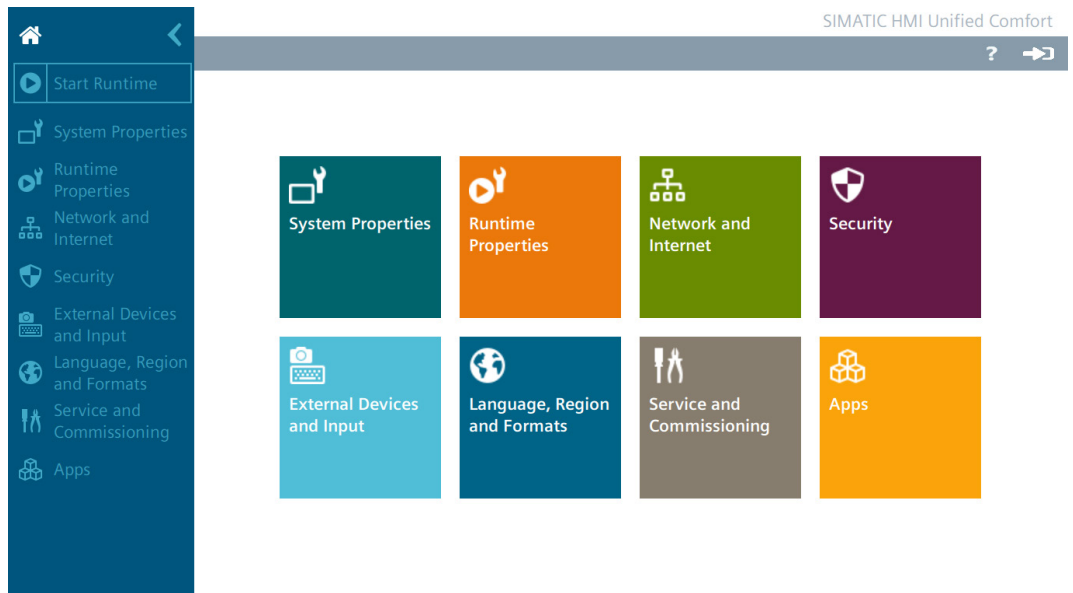 SIMATIC HMI Unified Comfort
?
Start Runtime
System Properties
Runtime
Properties
Network and
Internet
Security
External Devices
and Input
Language, Region
and Formats
Service and
Commissioning
Apps
System Properties
Runtime
Properties
Network and
Internet
Security
External Devices
and Input
Language, Region
and Formats
Service and
Commissioning
Apps